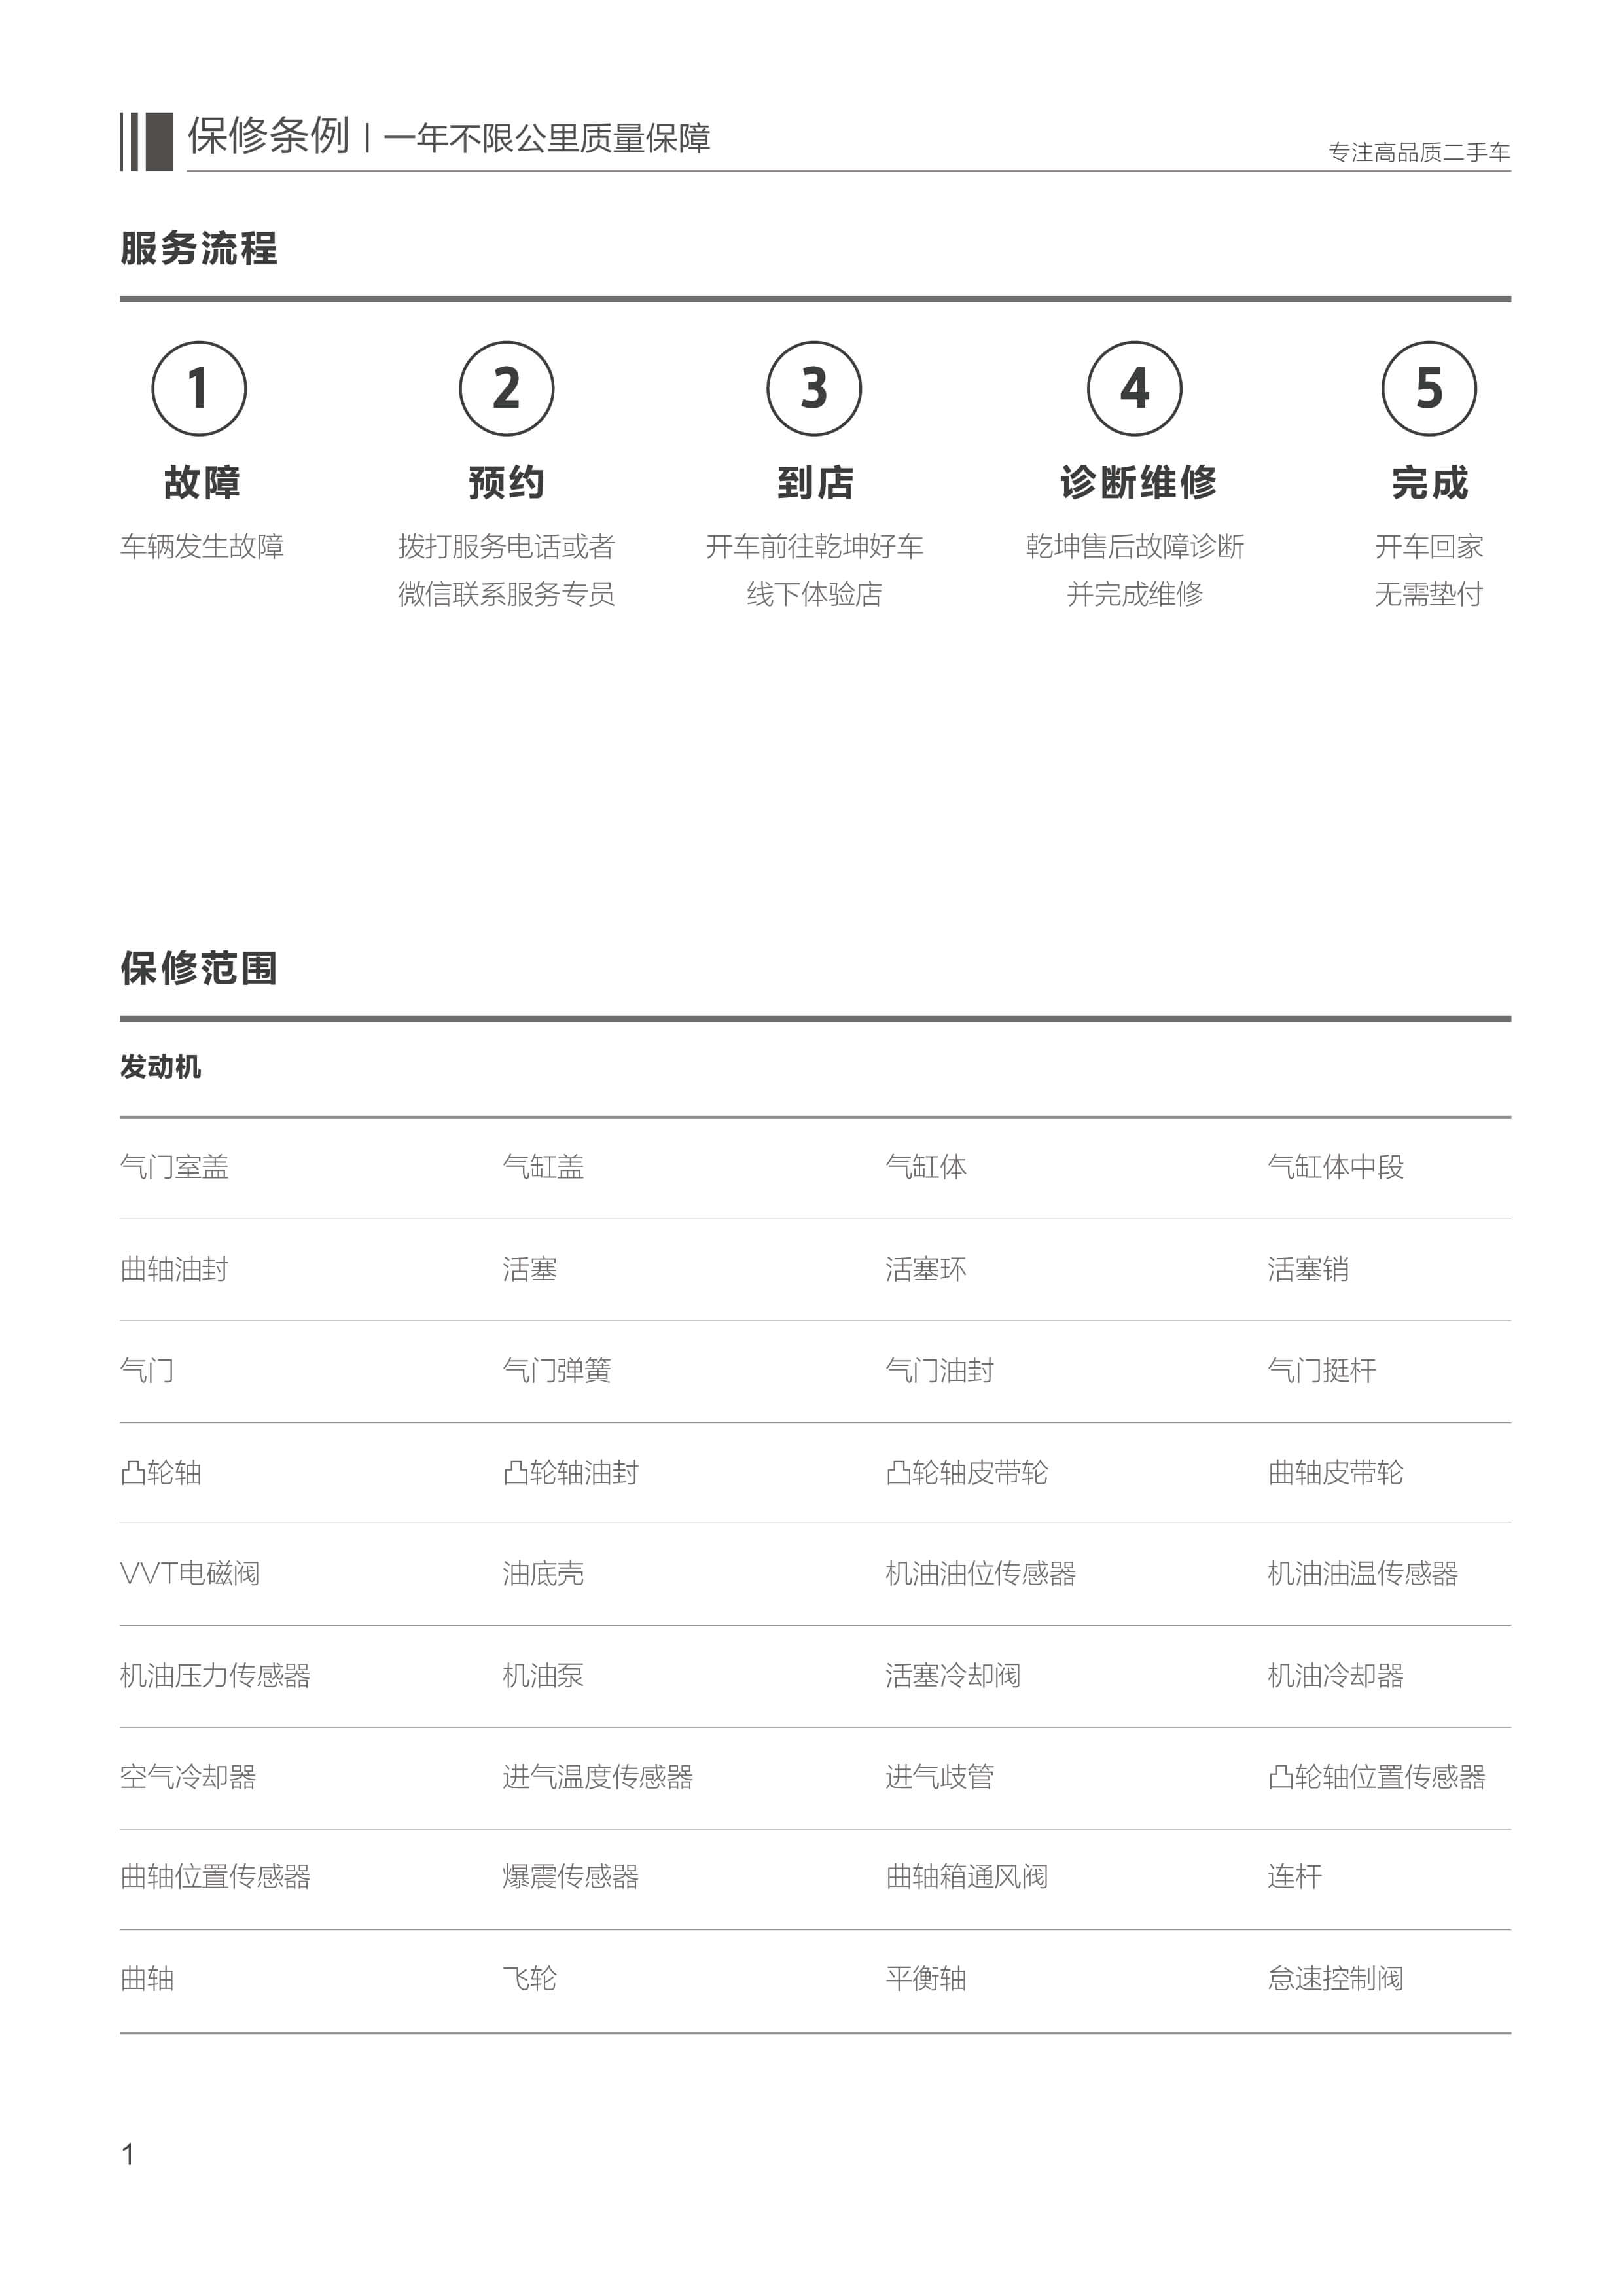 保修条例 | 一年不限公里质量保障
专注高品质二手车
服务流程
1 2 3 4 5
故障 预约 到店 诊断维修 完成
车辆发生故障 拨打服务电话或者 开车前往乾坤好车 乾坤售后故障诊断 开车回家
微信联系服务专员 线下体验店 并完成维修 无需垫付
保修范围
发动机
气门室盖 气缸盖 气缸体 气缸体中段
曲轴油封 活塞 活塞环 活塞销
气门 气门弹簧 气门油封 气门挺杆
凸轮轴 凸轮轴油封 凸轮轴皮带轮 曲轴皮带轮
VVT电磁阀 油底壳 机油油位传感器 机油油温传感器
机油压力传感器 机油泵 活塞冷却阀 机油冷却器
空气冷却器 进气温度传感器 进气歧管 凸轮轴位置传感器
曲轴位置传感器 爆震传感器 曲轴箱通风阀 连杆
曲轴 飞轮 平衡轴 怠速控制阀
1